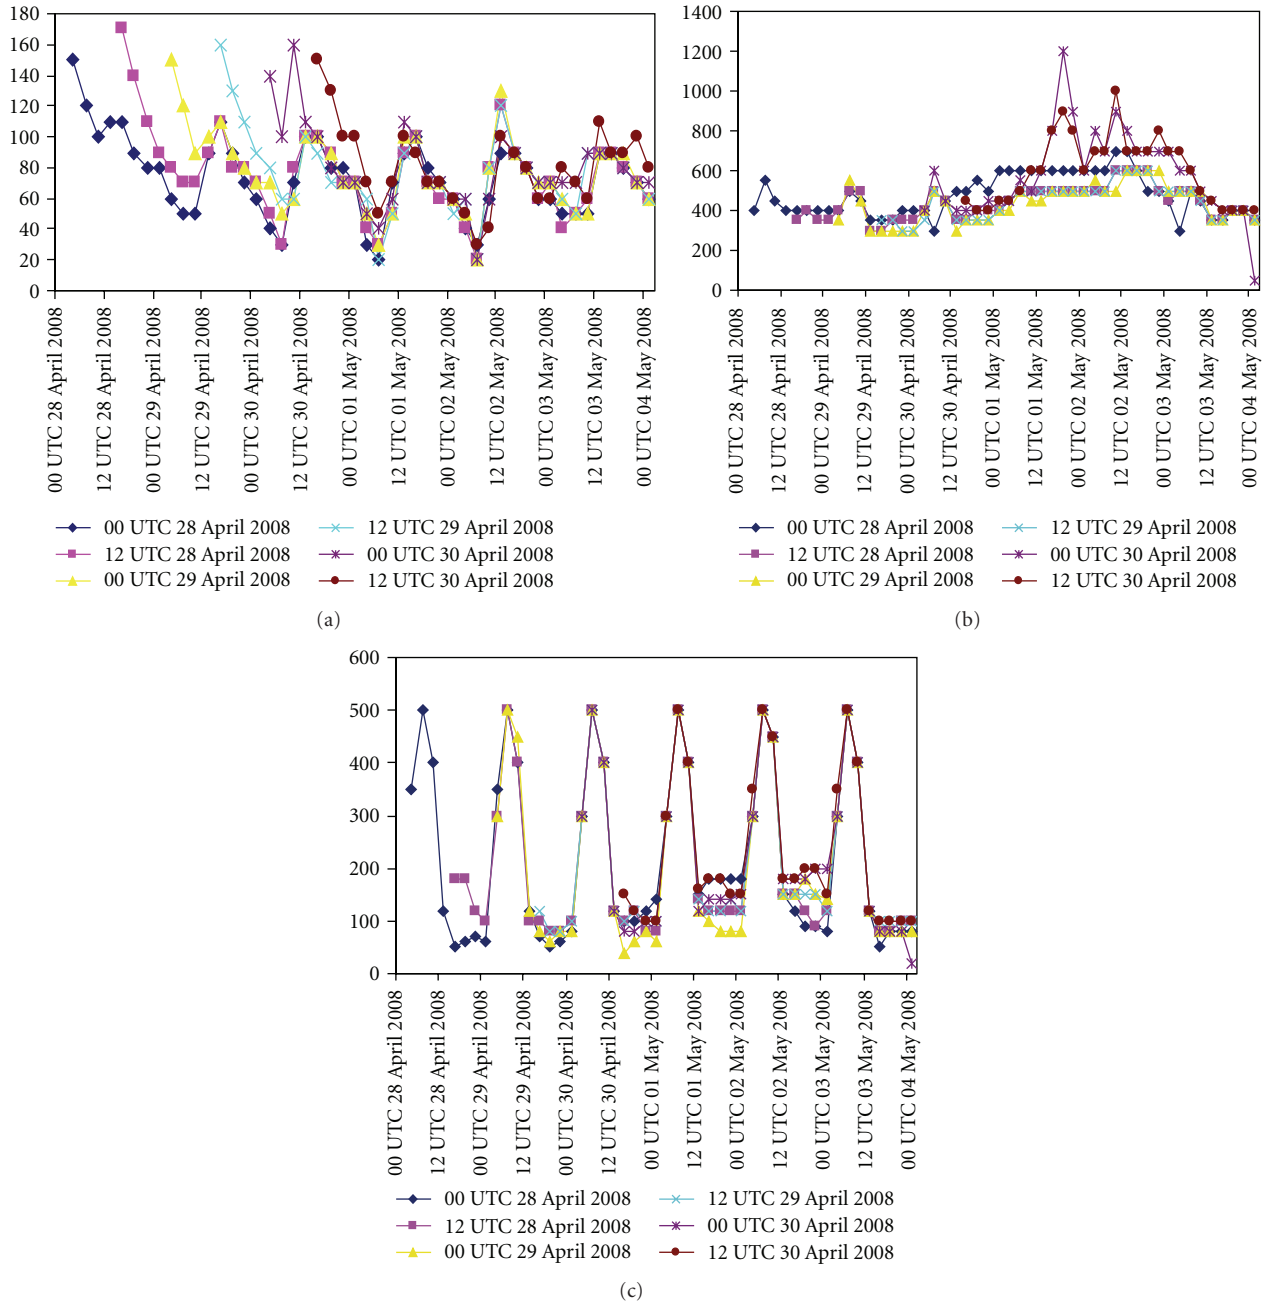 180
160
140
120
100
80
60
40
20
0
00 UTC 28 April 2008
12 UTC 28 April 2008
00 UTC 29 April 2008
12 UTC 29 April 2008
00 UTC 30 April 2008
12 UTC 30 April 2008
00 UTC 01 May 2008
12 UTC 01 May 2008
00 UTC 02 May 2008
12 UTC 02 May 2008
00 UTC 03 May 2008
12 UTC 03 May 2008
00 UTC 04 May 2008
00 UTC 28 April 2008
12 UTC 28 April 2008
00 UTC 29 April 2008
12 UTC 29 April 2008
00 UTC 30 April 2008
12 UTC 30 April 2008
(a)
1400
1200
1000
800
600
400
200
0
00 UTC 28 April 2008
12 UTC 28 April 2008
00 UTC 29 April 2008
12 UTC 29 April 2008
00 UTC 30 April 2008
12 UTC 30 April 2008
00 UTC 01 May 2008
12 UTC 01 May 2008
00 UTC 02 May 2008
12 UTC 02 May 2008
00 UTC 03 May 2008
12 UTC 03 May 2008
00 UTC 04 May 2008
00 UTC 28 April 2008
12 UTC 28 April 2008
00 UTC 29 April 2008
12 UTC 29 April 2008
00 UTC 30 April 2008
12 UTC 30 April 2008
(b)
600
500
400
300
200
100
0
00 UTC 28 April 2008
12 UTC 28 April 2008
00 UTC 29 April 2008
12 UTC 29 April 2008
00 UTC 30 April 2008
12 UTC 30 April 2008
00 UTC 01 May 2008
12 UTC 01 May 2008
00 UTC 02 May 2008
12 UTC 02 May 2008
00 UTC 03 May 2008
12 UTC 03 May 2008
00 UTC 04 May 2008
00 UTC 28 April 2008
12 UTC 28 April 2008
00 UTC 29 April 2008
12 UTC 29 April 2008
00 UTC 30 April 2008
12 UTC 30 April 2008
(c)